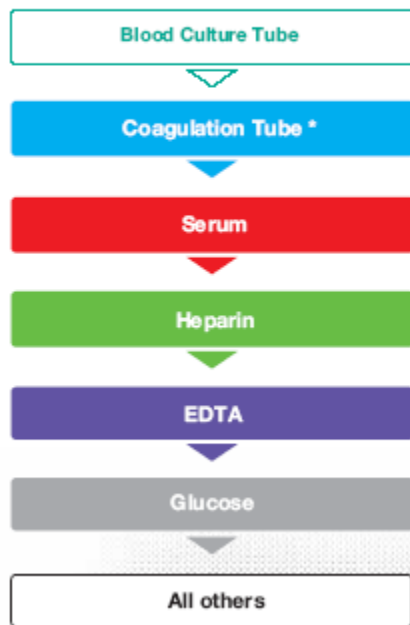 Blood Culture Tube
Coagulation Tube *
Serum
Heparin
EDTA
Glucose
All others